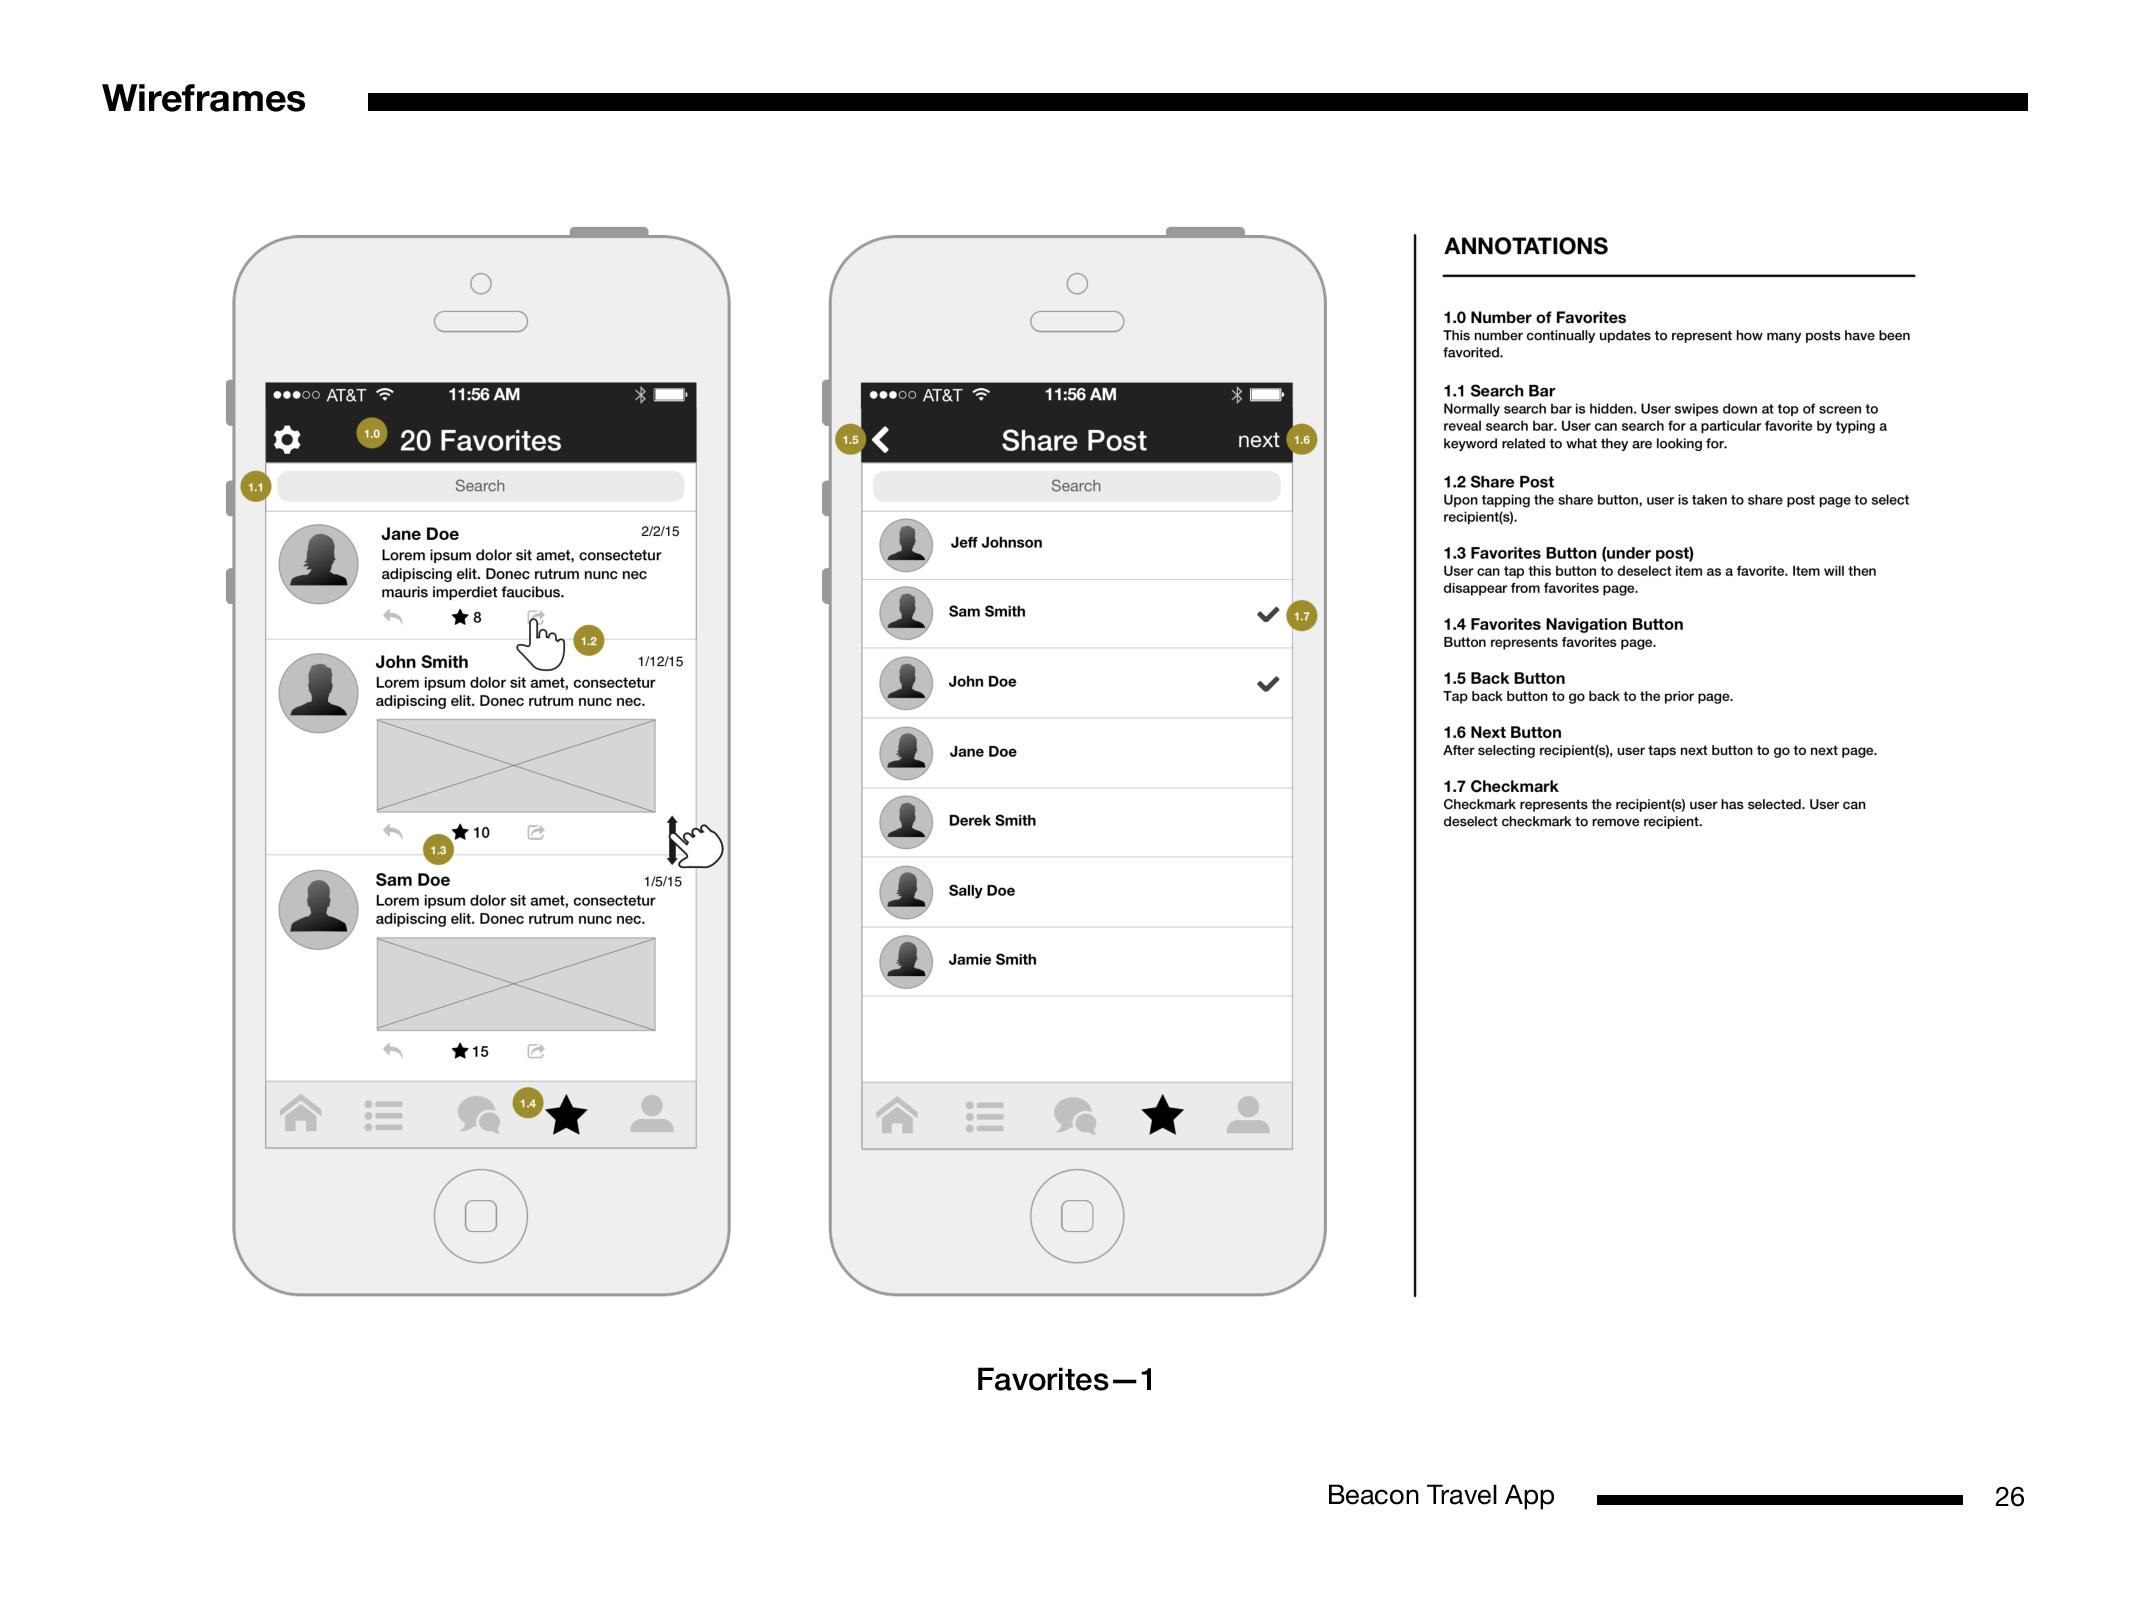 Wireframes
AT&T 11:56 AM
1.0 20 Favorites
1.1 Search
Jane Doe 2/2/15
Lorem ipsum dolor sit amet, consectetur
adipiscing elit. Donec rutrum nunc nec
mauris imperdiet faucibus.
8
1.2
John Smith 1/12/15
Lorem ipsum dolor sit amet, consectetur
adipiscing elit. Donec rutrum nunc nec.
10
1.3
Sam Doe 1/5/15
Lorem ipsum dolor sit amet, consectetur
adipiscing elit. Donec rutrum nunc nec.
15
1.4
AT&T 11:56 AM
1.5 Share Post next 1.6
Search
Jeff Johnson
Sam Smith 1.7
John Doe
Jane Doe
Derek Smith
Sally Doe
Jamie Smith
ANNOTATIONS
1.0 Number of Favorites
This number continually updates to represent how many posts have been
favorited.
1.1 Search Bar
Normally search bar is hidden. User swipes down at top of screen to
reveal search bar. User can search for a particular favorite by typing a
keyword related to what they are looking for.
1.2 Share Post
Upon tapping the share button, user is taken to share post page to select
recipient(s).
1.3 Favorites Button (under post)
User can tap this button to deselect item as a favorite. Item will then
disappear from favorites page.
1.4 Favorites Navigation Button
Button represents favorites page.
1.5 Back Button
Tap back button to go back to the prior page.
1.6 Next Button
After selecting recipient(s), user taps next button to go to next page.
1.7 Checkmark
Checkmark represents the recipient(s) user has selected. User can
deselect checkmark to remove recipient.
Favorites—1
Beacon Travel App 26